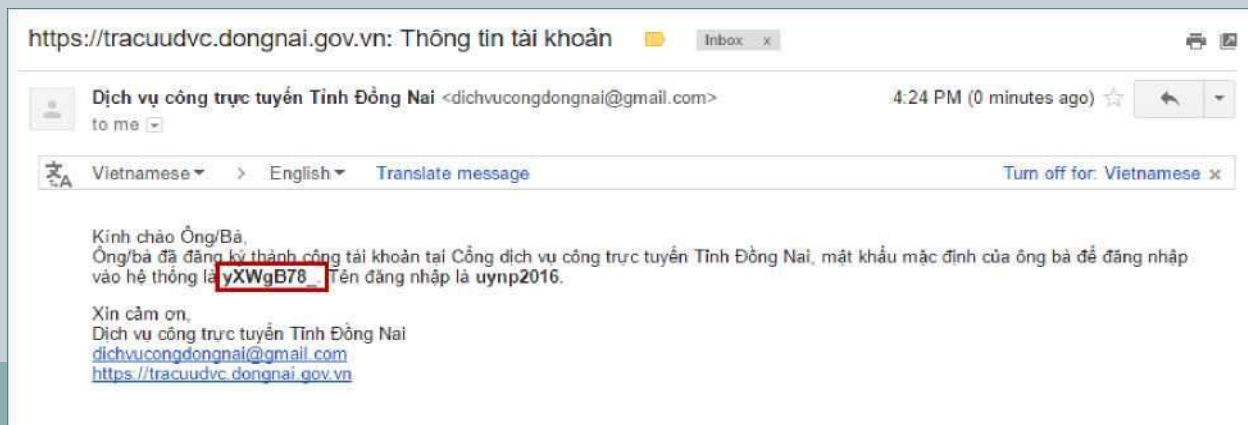 https://tracuudvc.dongnai.gov.vn: Thông tin tài khoản Inbox x
Dịch vụ công trực tuyến Tỉnh Đồng Nai <dichvucongdongnai@gmail.com> 4:24 PM (0 minutes ago)
to me
Vietnamese > English Translate message Turn off for: Vietnamese x
Kính chào Ông/Bà,
Ông/bà đã đăng ký thành công tài khoản tại Cổng dịch vụ công trực tuyến Tỉnh Đồng Nai, mật khẩu mặc định của ông bà để đăng nhập
vào hệ thống là yXWgB78_. Tên đăng nhập là uynp2016.
Xin cảm ơn,
Dịch vụ công trực tuyến Tỉnh Đồng Nai
dichvucongdongnai@gmail.com
https://tracuudvc.dongnai.gov.vn